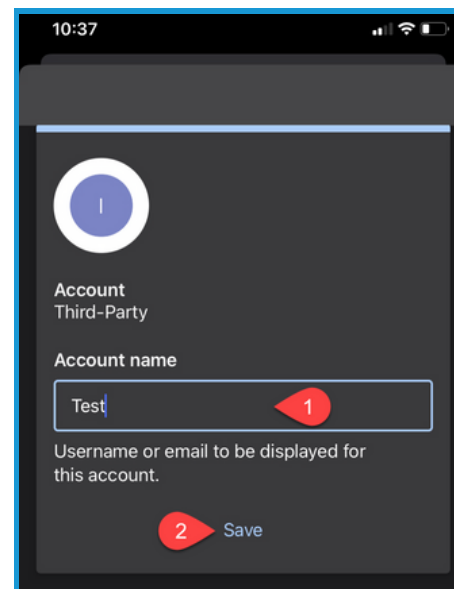 10:37
I
Account
Third-Party
Account name
Test
1
Username or email to be displayed for
this account.
2
Save